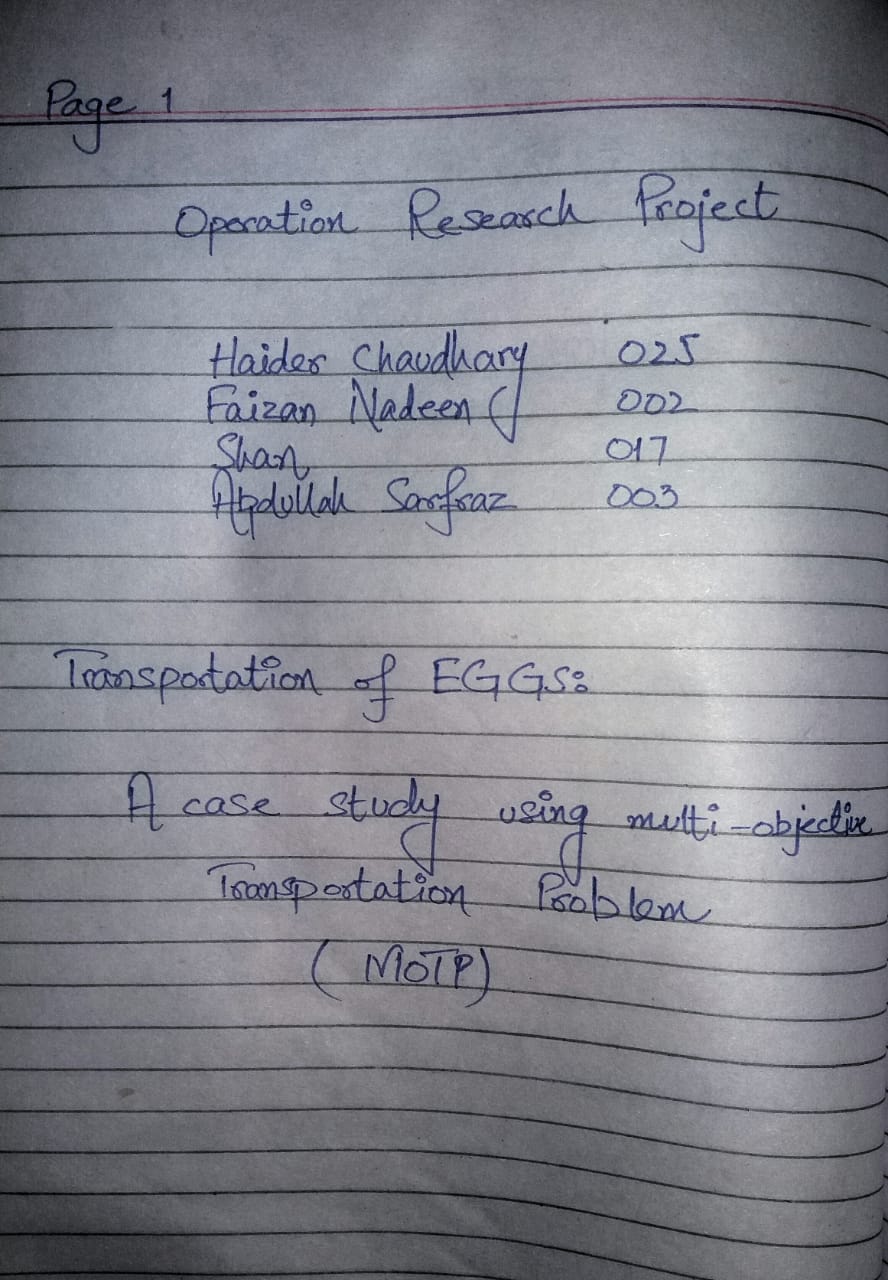 Page 1
Operation Research Project
Haider Chaudhary 025
Faizan Nadeen 002
Shan 017
Abdullah Sarfraz 003
Transportation of EGGS:
A case study using multi-objective
Transportation Problem
(MOTP)